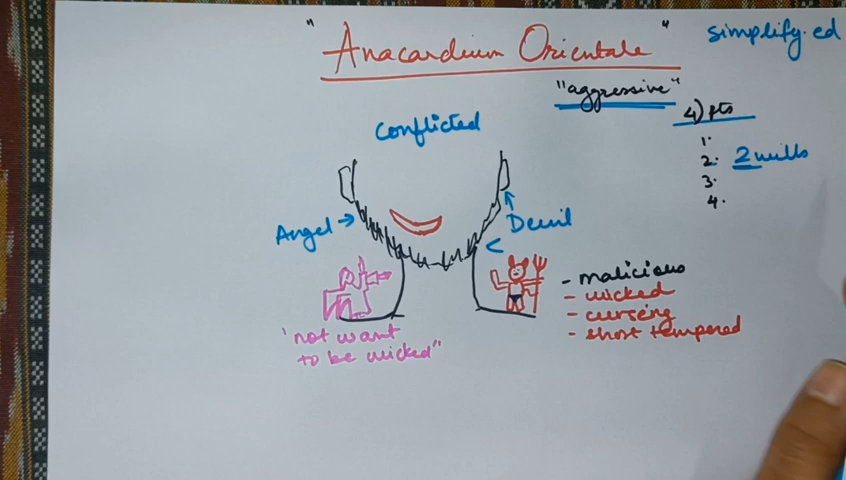 "Anacardium Orientale"
simplify.ed
"aggressive"
4) pts
1.
2. 2 wills
3.
4.
Conflicted
Angel →
Devil
<
- malicious
- wicked
- cursing
- short tempered
"not want
to be wicked"